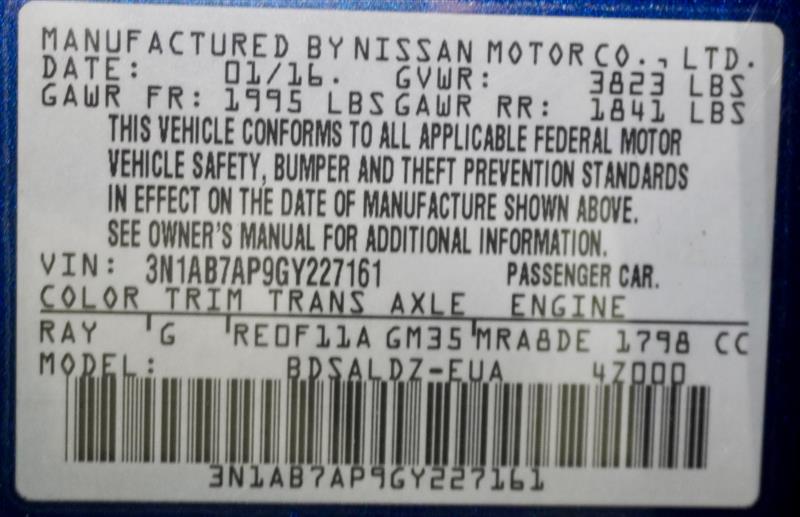 MANUFACTURED BY NISSAN MOTOR CO., LTD.
DATE: 01/16. GVWR: 3823 LBS
GAWR FR: 1995 LBS GAWR RR: 1841 LBS
THIS VEHICLE CONFORMS TO ALL APPLICABLE FEDERAL MOTOR
VEHICLE SAFETY, BUMPER AND THEFT PREVENTION STANDARDS
IN EFFECT ON THE DATE OF MANUFACTURE SHOWN ABOVE.
SEE OWNER'S MANUAL FOR ADDITIONAL INFORMATION.
VIN: 3N1AB7AP9GY227161 PASSENGER CAR.
COLOR TRIM TRANS AXLE ENGINE
RAY G RE0F11A GM35 MRA8DE 1798 CC
MODEL: BDSALDZ-EUA 4Z000
3N1AB7AP9GY227161